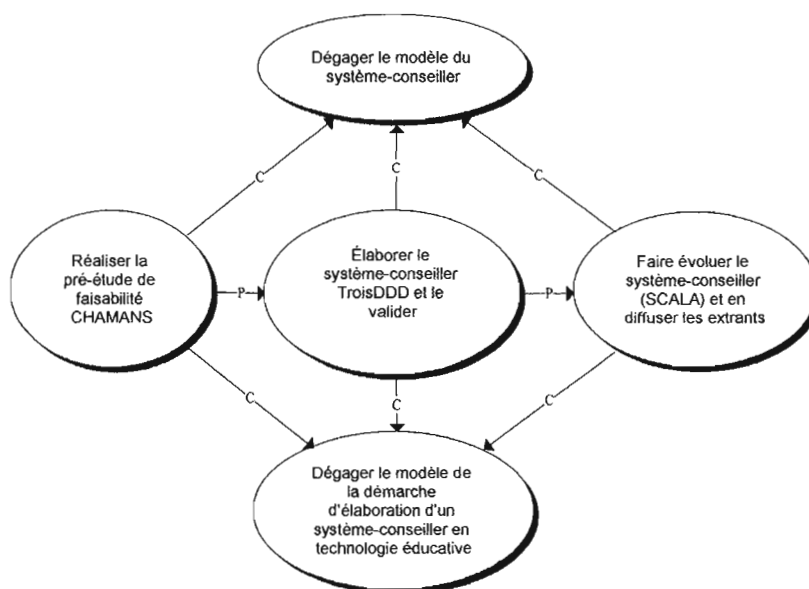 Dégager le modèle du
système-conseiller
C
C
C
Réaliser la
pré-étude de
faisabilité
CHAMANS
P
Élaborer le
système-conseiller
TroisDDD et le
valider
P
Faire évoluer le
système-conseiller
(SCALA) et en
diffuser les extrants
C
C
C
Dégager le modèle de
la démarche
d'élaboration d'un
système-conseiller en
technologie éducative